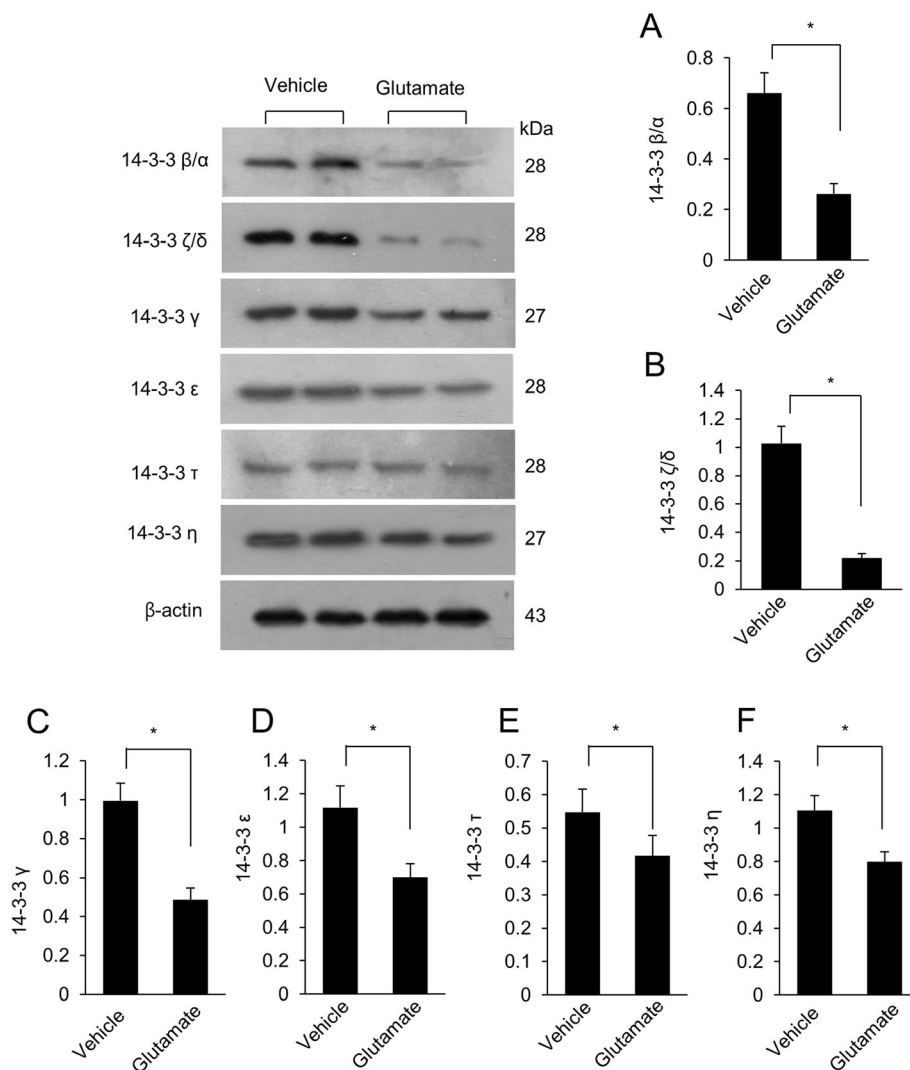 A
Vehicle Glutamate
kDa
14-3-3 β/α 28
14-3-3 ζ/δ 28
14-3-3 γ 27
14-3-3 ε 28
14-3-3 τ 28
14-3-3 η 27
β-actin 43
*
0.8
0.6
0.4
0.2
0
14-3-3 β/α
Vehicle
Glutamate
B
*
1.4
1.2
1
0.8
0.6
0.4
0.2
0
14-3-3 ζ/δ
Vehicle
Glutamate
C
*
1.2
1
0.8
0.6
0.4
0.2
0
14-3-3 γ
Vehicle
Glutamate
D
*
1.4
1.2
1
0.8
0.6
0.4
0.2
0
14-3-3 ε
Vehicle
Glutamate
E
*
0.7
0.6
0.5
0.4
0.3
0.2
0.1
0
14-3-3 τ
Vehicle
Glutamate
F
*
1.4
1.2
1
0.8
0.6
0.4
0.2
0
14-3-3 η
Vehicle
Glutamate